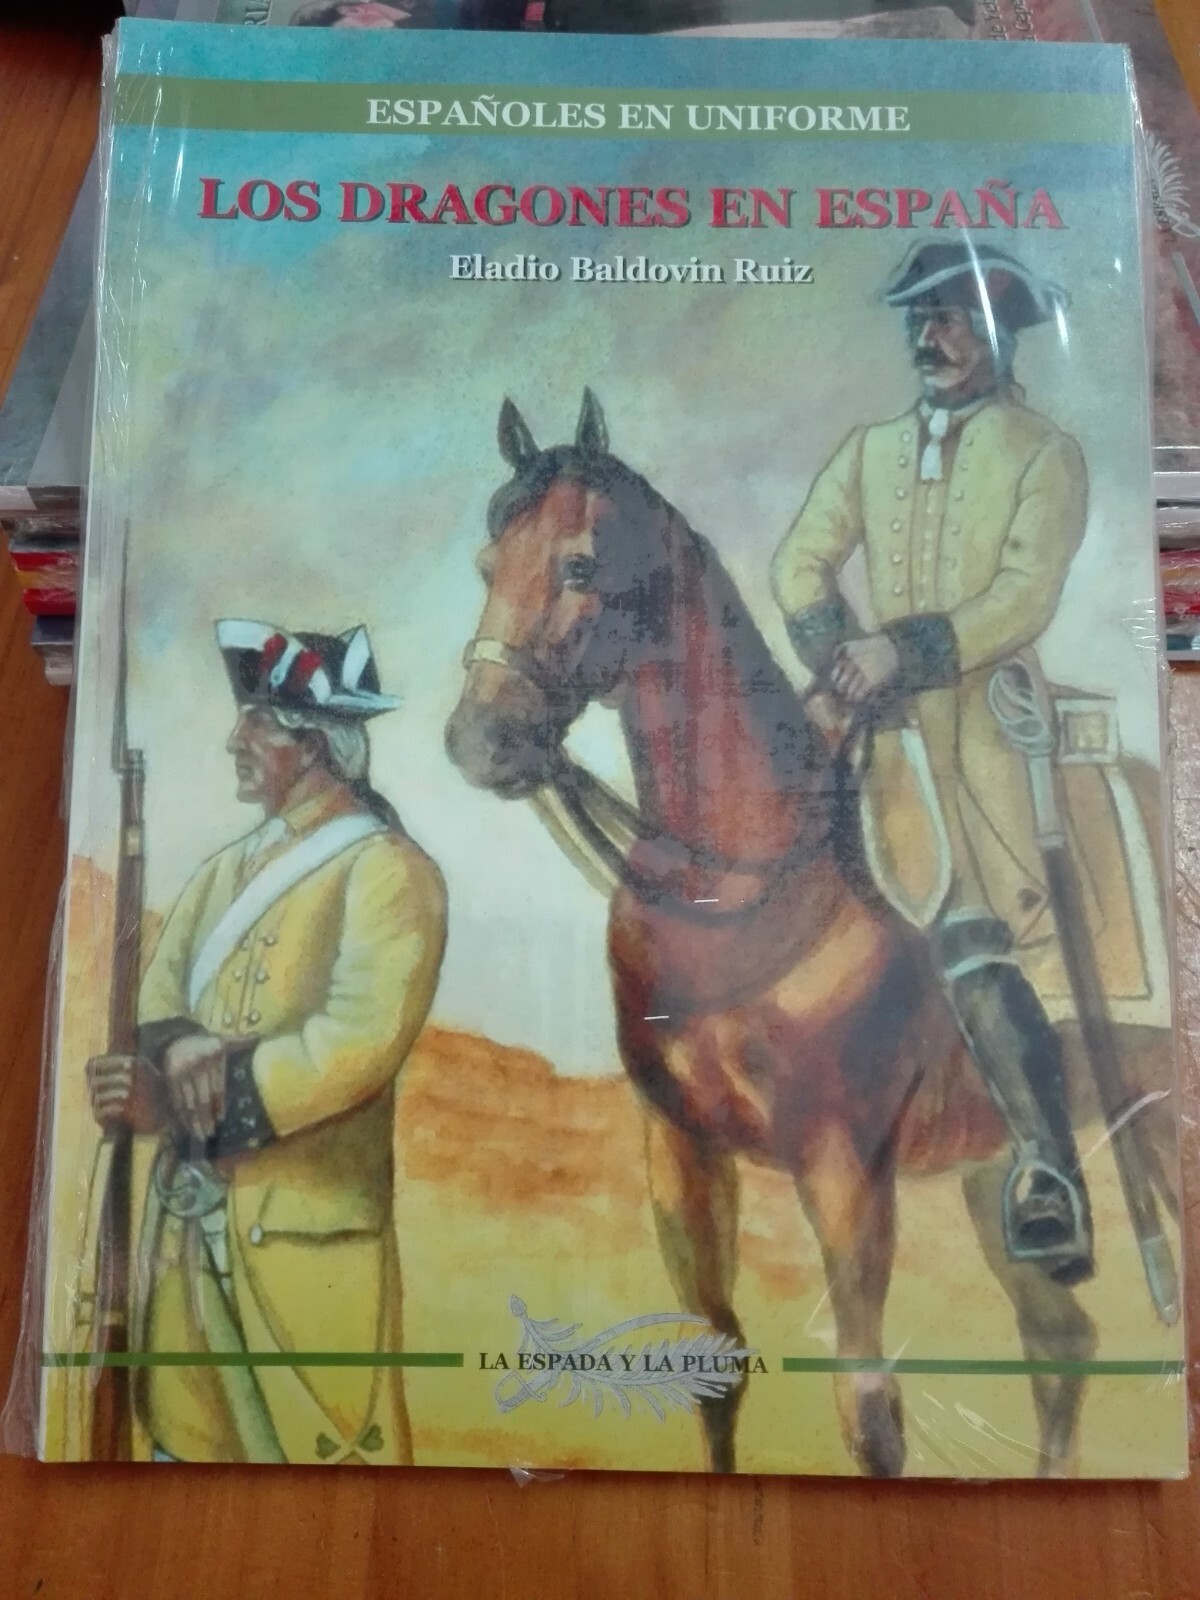 ESPAÑOLES EN UNIFORME
LOS DRAGONES EN ESPAÑA
Eladio Baldovin Ruiz
LA ESPADA Y LA PLUMA